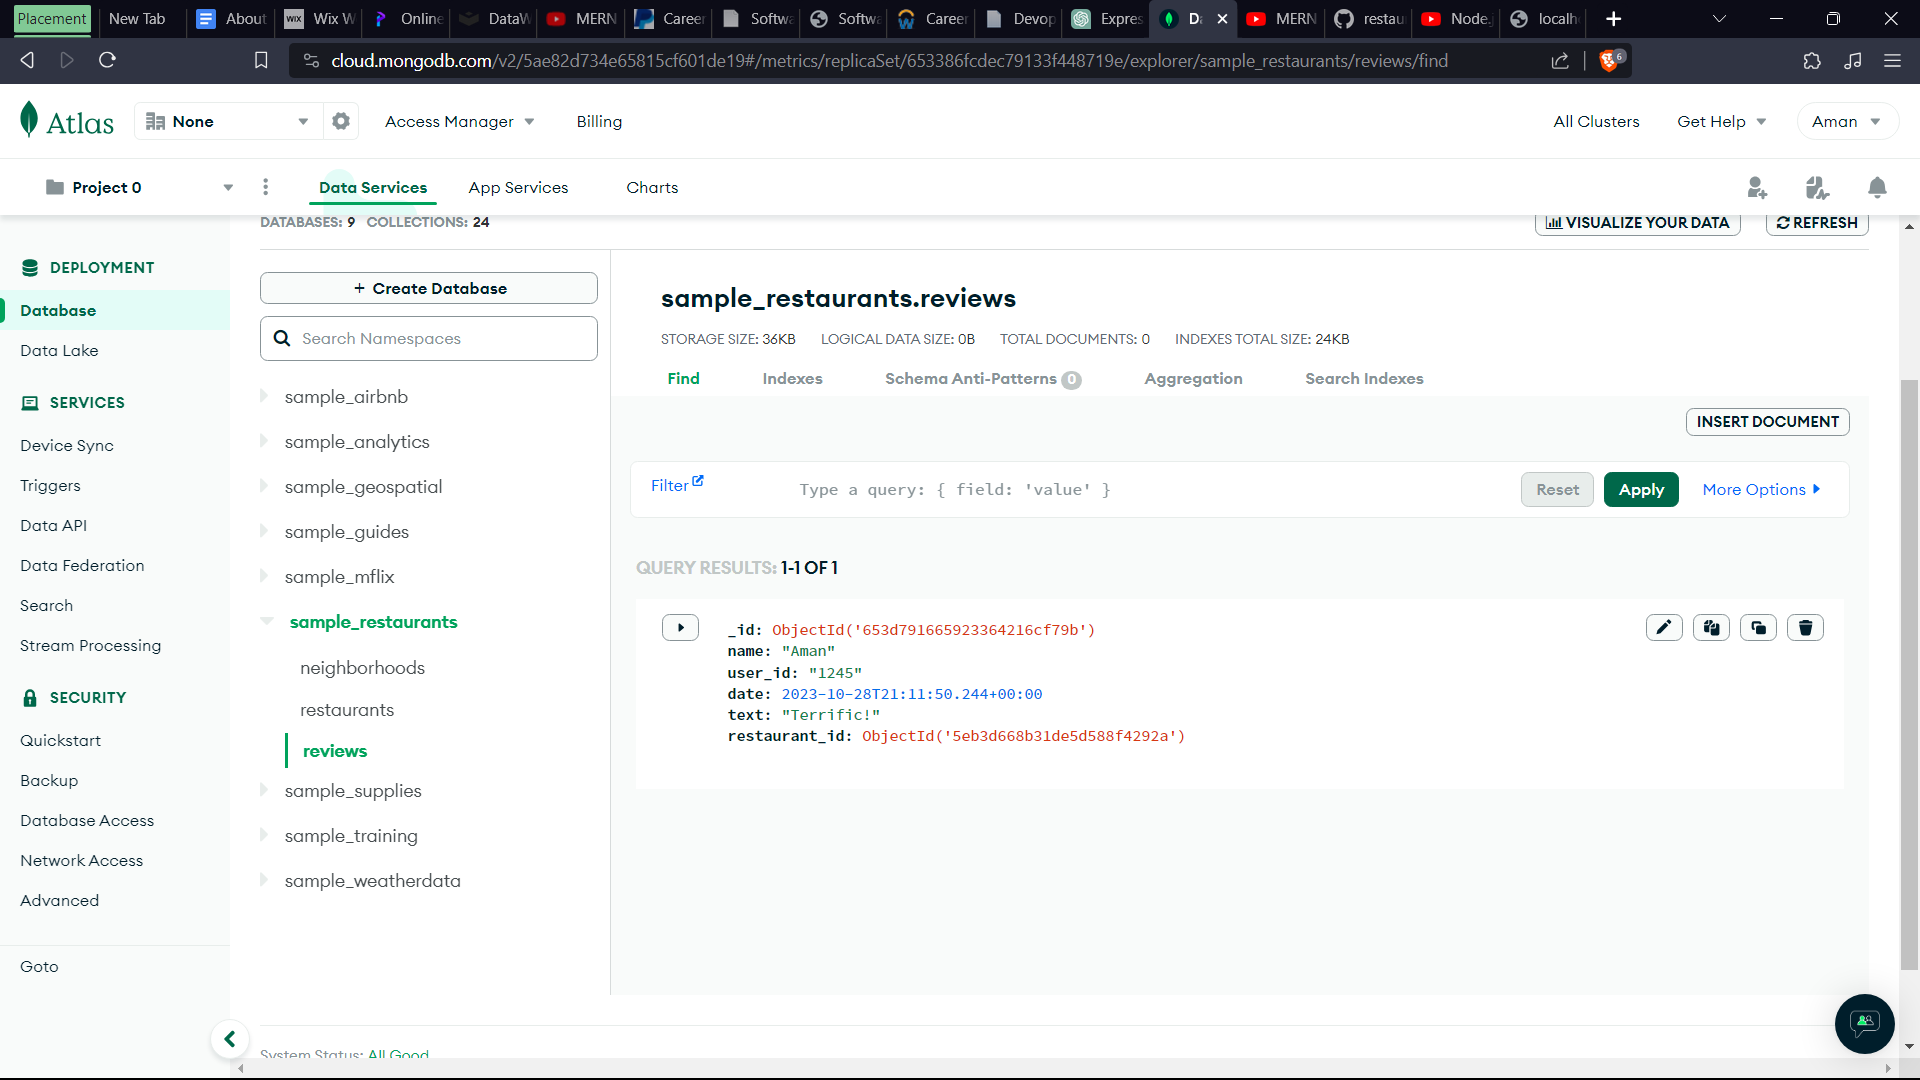 Placement New Tab About Wix W Online DataW MERN Career Softwa Softwa Career Devop Expres Da MERN restau Node.j localh
cloud.mongodb.com/v2/5ae82d734e65815cf601de19#/metrics/replicaSet/653386fcdec79133f448719e/explorer/sample_restaurants/reviews/find 6
Atlas None Access Manager Billing All Clusters Get Help Aman
Project 0 Data Services App Services Charts
DATABASES: 9 COLLECTIONS: 24 VISUALIZE YOUR DATA REFRESH
DEPLOYMENT
Database
Data Lake
SERVICES
Device Sync
Triggers
Data API
Data Federation
Search
Stream Processing
SECURITY
Quickstart
Backup
Database Access
Network Access
Advanced
Goto
+ Create Database
Search Namespaces
sample_airbnb
sample_analytics
sample_geospatial
sample_guides
sample_mflix
sample_restaurants
neighborhoods
restaurants
reviews
sample_supplies
sample_training
sample_weatherdata
sample_restaurants.reviews
STORAGE SIZE: 36KB LOGICAL DATA SIZE: 0B TOTAL DOCUMENTS: 0 INDEXES TOTAL SIZE: 24KB
Find Indexes Schema Anti-Patterns 0 Aggregation Search Indexes
INSERT DOCUMENT
Filter Type a query: { field: 'value' } Reset Apply More Options
QUERY RESULTS: 1-1 OF 1
_id: ObjectId('653d791665923364216cf79b')
name: "Aman"
user_id: "1245"
date: 2023-10-28T21:11:50.244+00:00
text: "Terrific!"
restaurant_id: ObjectId('5eb3d668b31de5d588f4292a')
System Status: All Good